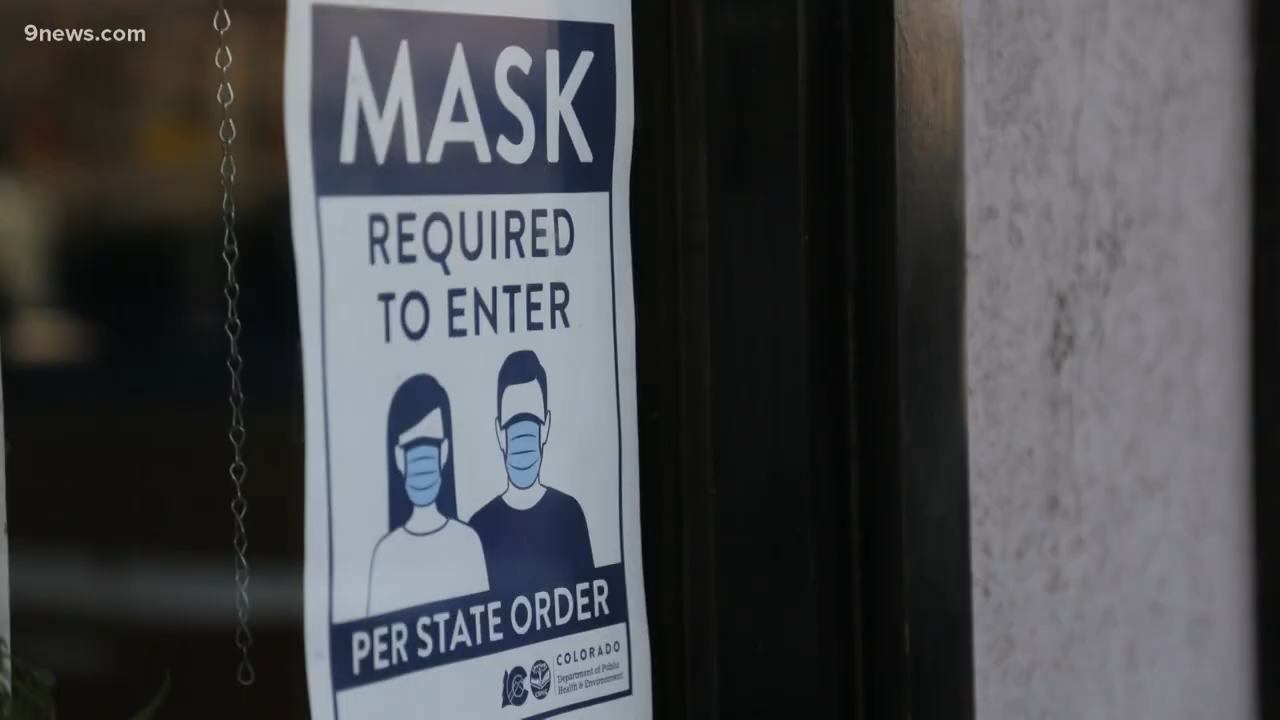 9news.com
MASK
REQUIRED
TO ENTER
PER STATE ORDER
COLORADO
Department of Public
Health & Environment